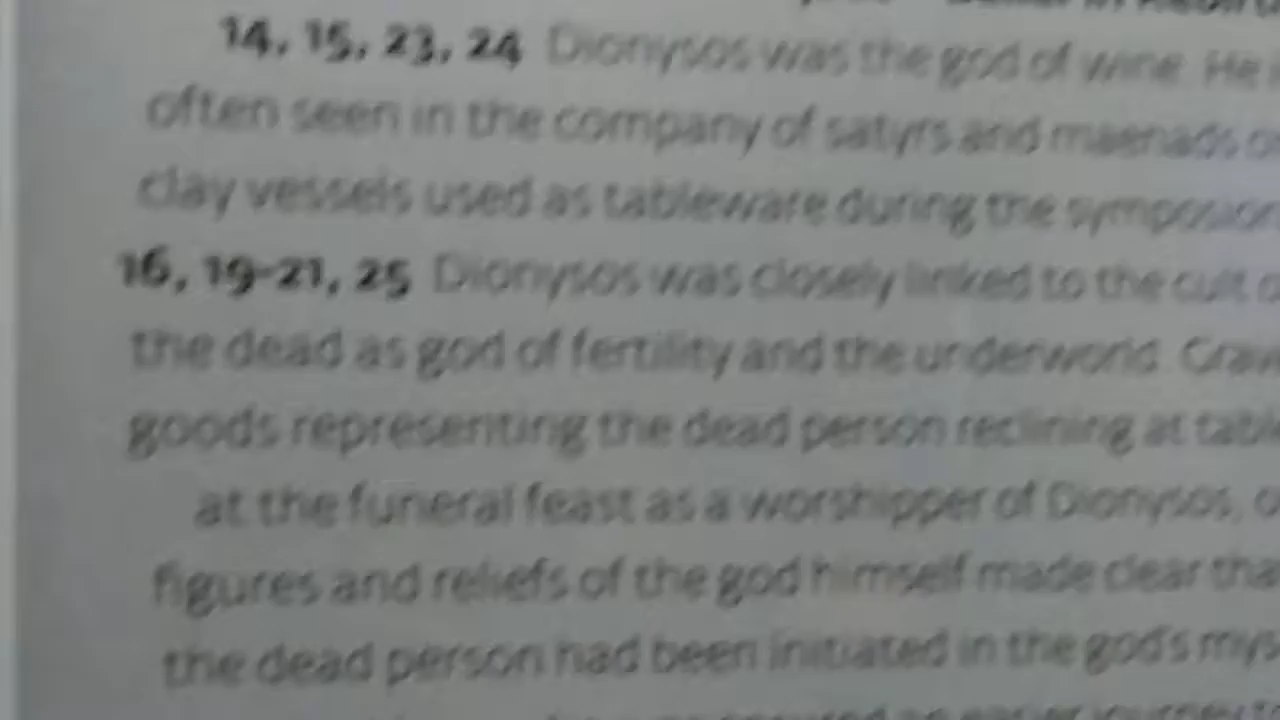 14, 15, 23, 24 Dionysos was the god of wine. He
often seen in the company of satyrs and maenads
clay vessels used as tableware during the
16, 19-21, 25 Dionysos was closely linked to the cult
the dead as god of fertility and the underworld.
goods representing the dead person reclining at
at the funeral feast as a worshipper of Dionysos,
figures and reliefs of the god himself made clear
the dead person had been initiated in the god's